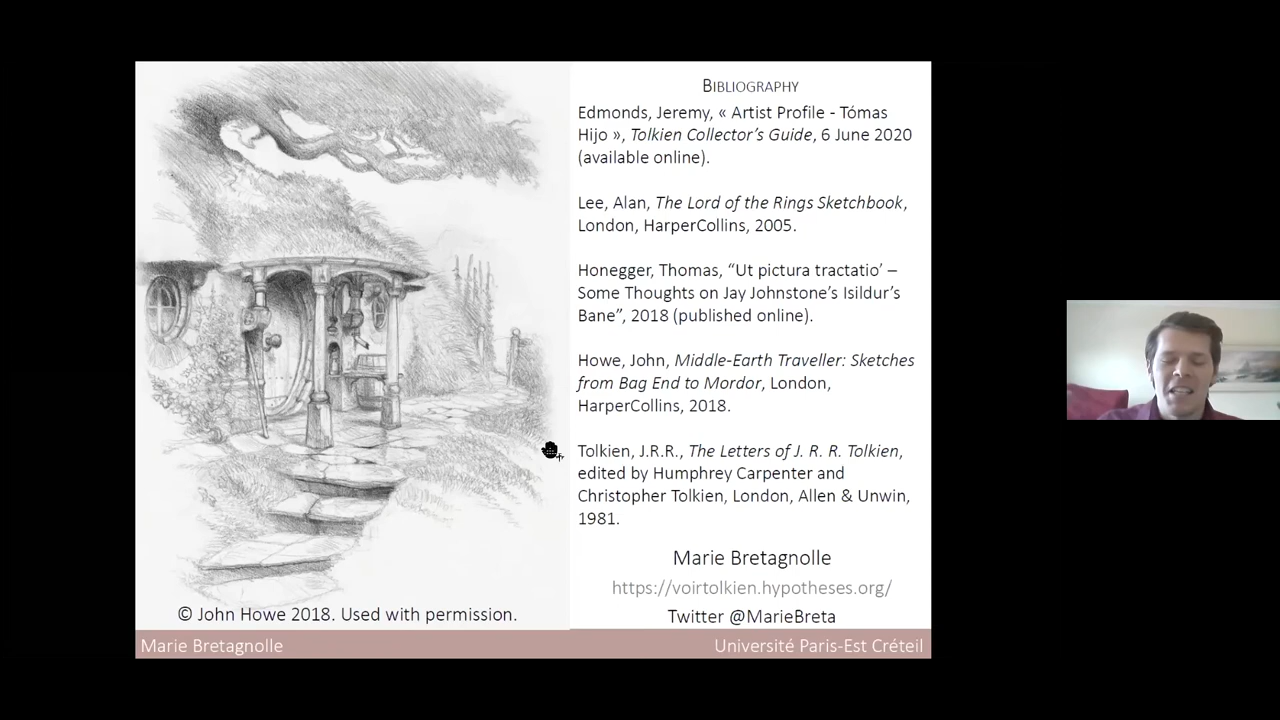 BIBLIOGRAPHY
Edmonds, Jeremy, « Artist Profile - Tómas
Hijo », Tolkien Collector's Guide, 6 June 2020
(available online).
Lee, Alan, The Lord of the Rings Sketchbook,
London, HarperCollins, 2005.
Honegger, Thomas, “Ut pictura tractatio’ –
Some Thoughts on Jay Johnstone’s Isildur’s
Bane”, 2018 (published online).
Howe, John, Middle-Earth Traveller: Sketches
from Bag End to Mordor, London,
HarperCollins, 2018.
Tolkien, J.R.R., The Letters of J. R. R. Tolkien,
edited by Humphrey Carpenter and
Christopher Tolkien, London, Allen & Unwin,
1981.
Marie Bretagnolle
https://voirtolkien.hypotheses.org/
Twitter @MarieBreta
© John Howe 2018. Used with permission.
Marie Bretagnolle
Université Paris-Est Créteil